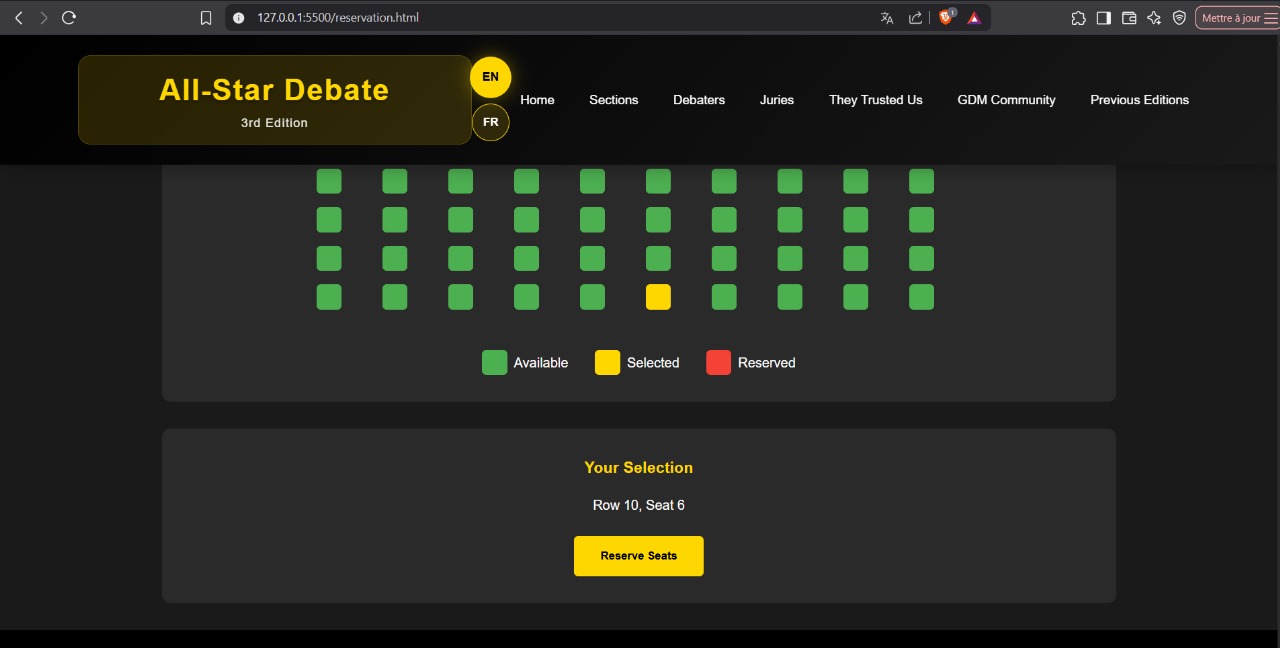 127.0.0.1:5500/reservation.html
1
Mettre à jour
All-Star Debate
3rd Edition
EN
FR
Home
Sections
Debaters
Juries
They Trusted Us
GDM Community
Previous Editions
Available
Selected
Reserved
Your Selection
Row 10, Seat 6
Reserve Seats